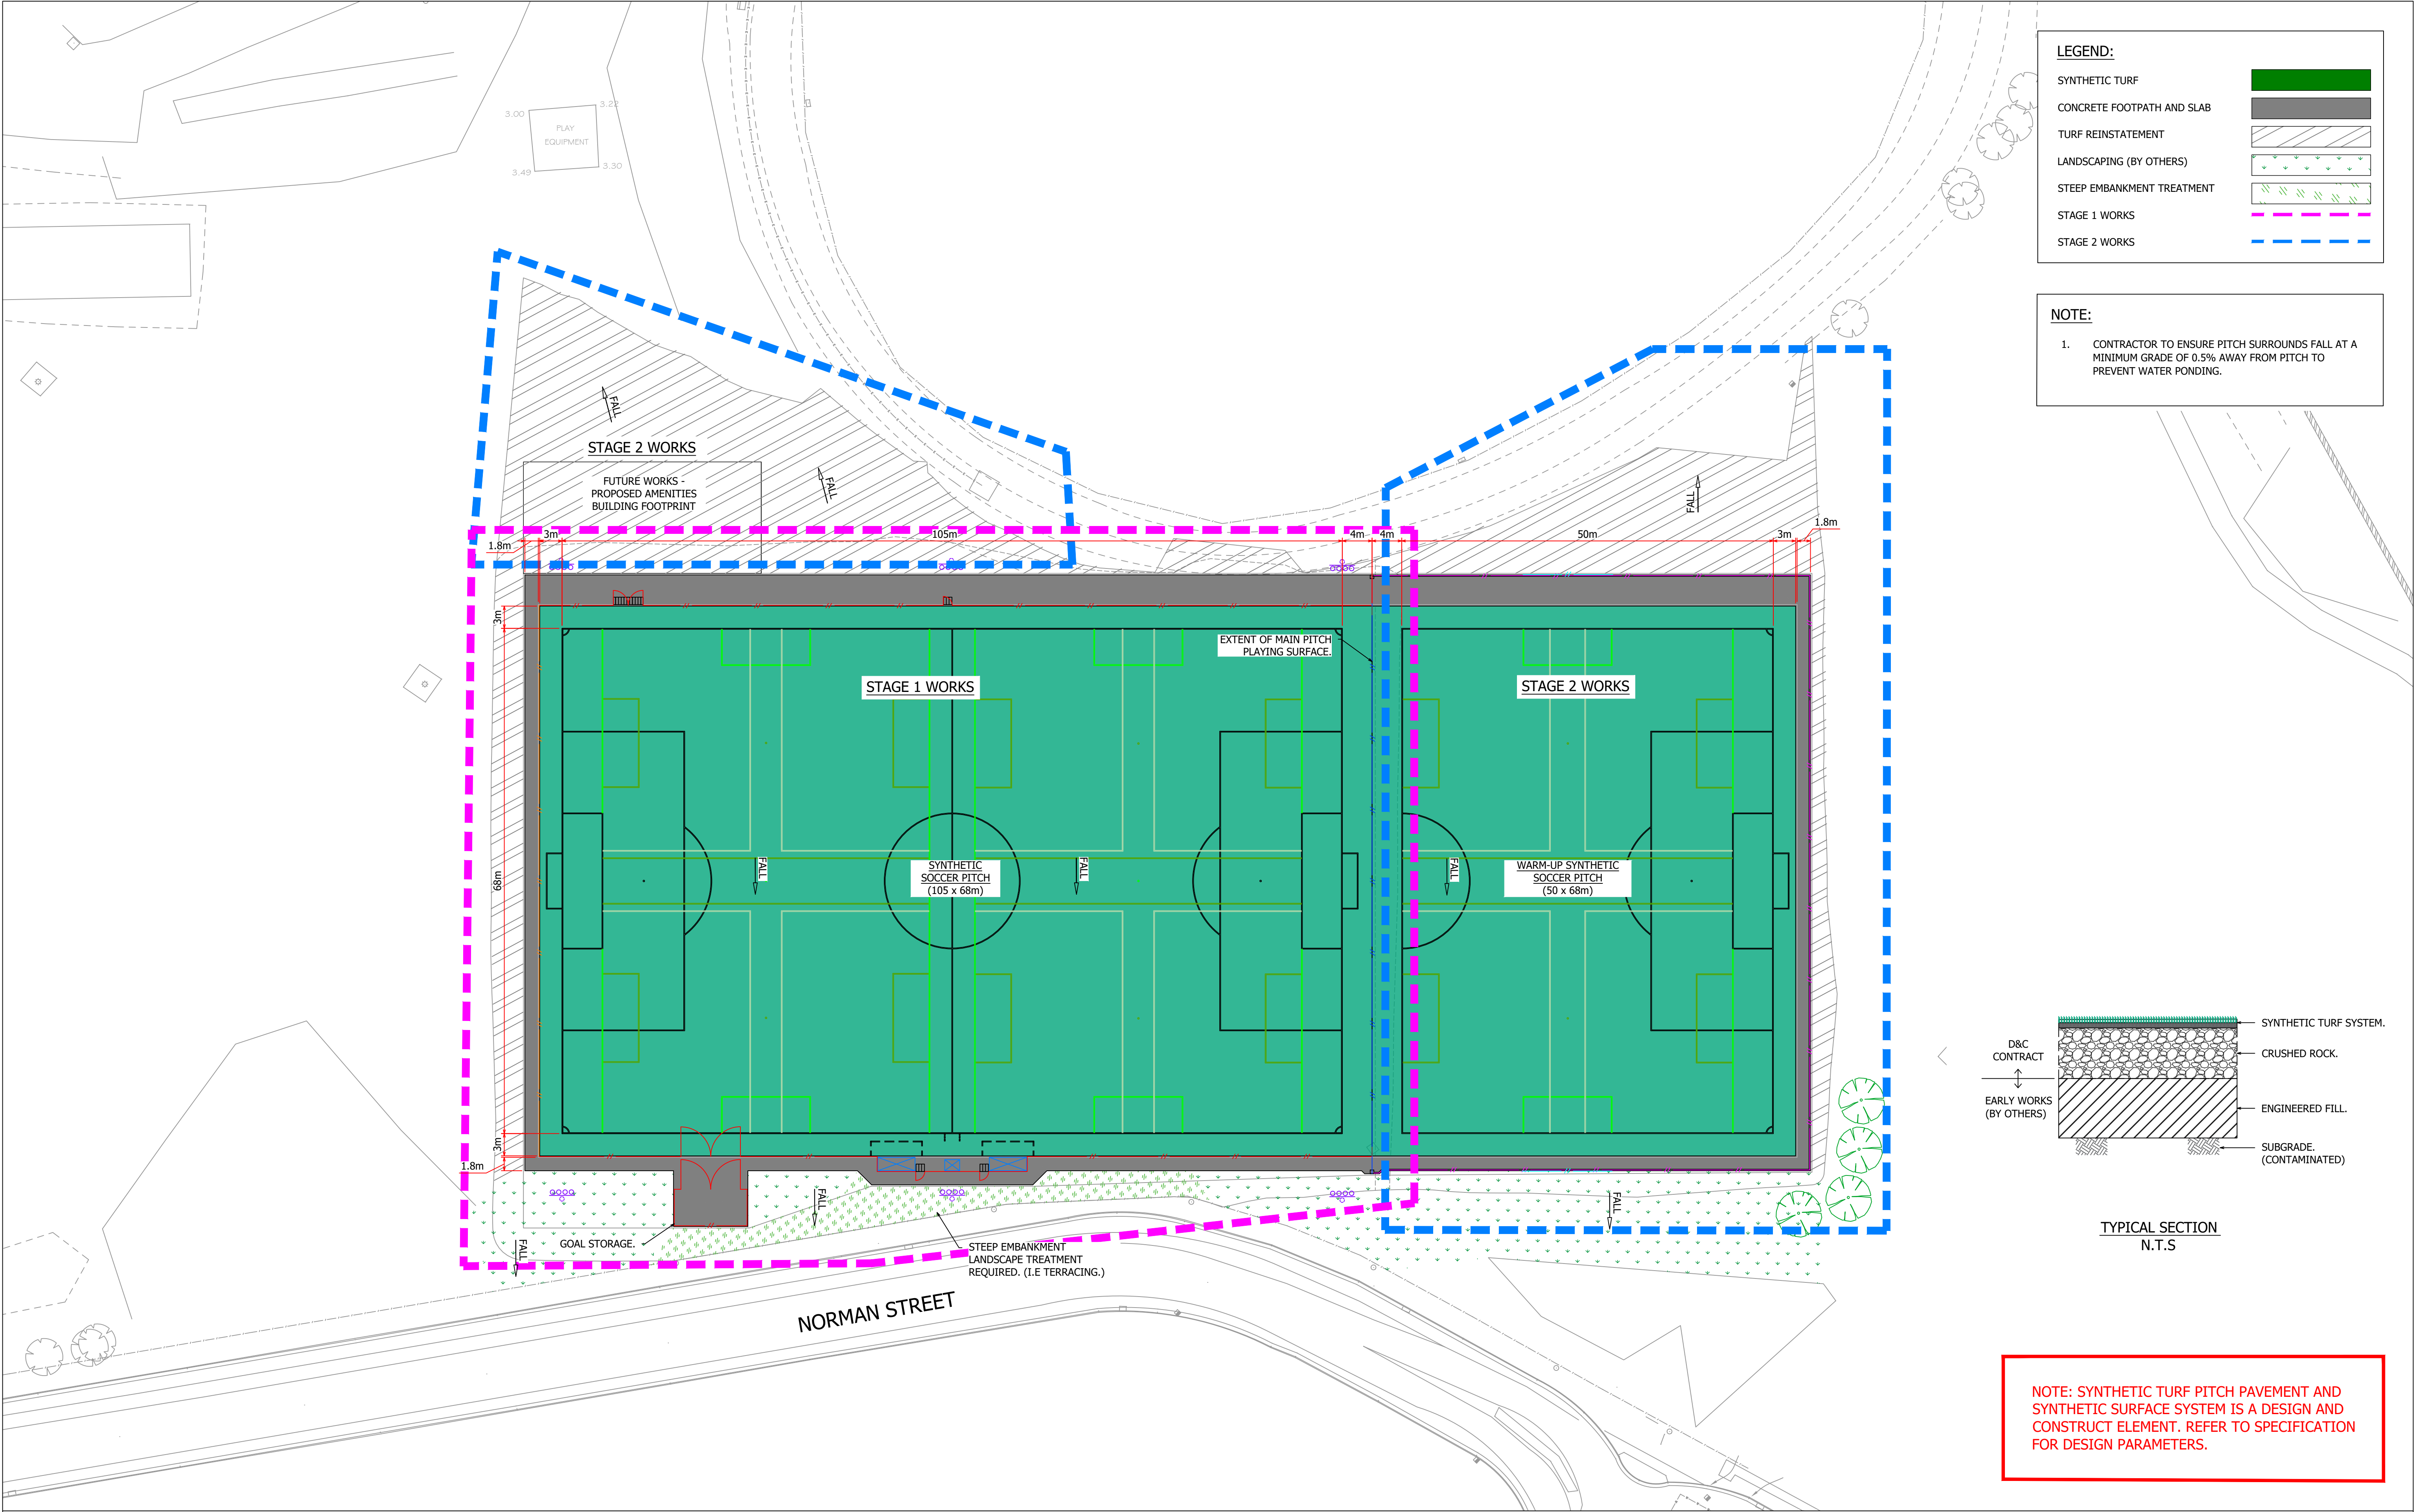 LEGEND:
SYNTHETIC TURF
CONCRETE FOOTPATH AND SLAB
TURF REINSTATEMENT
LANDSCAPING (BY OTHERS)
STEEP EMBANKMENT TREATMENT
STAGE 1 WORKS
STAGE 2 WORKS
NOTE:
1. CONTRACTOR TO ENSURE PITCH SURROUNDS FALL AT A
MINIMUM GRADE OF 0.5% AWAY FROM PITCH TO
PREVENT WATER PONDING.
3.00
3.22
PLAY
EQUIPMENT
3.49
3.30
FALL
STAGE 2 WORKS
FUTURE WORKS -
PROPOSED AMENITIES
BUILDING FOOTPRINT
FALL
FALL
1.8m
3m
105m
4m
4m
50m
3m
1.8m
3m
EXTENT OF MAIN PITCH
PLAYING SURFACE.
STAGE 1 WORKS
STAGE 2 WORKS
68m
FALL
SYNTHETIC
SOCCER PITCH
(105 x 68m)
FALL
FALL
WARM-UP SYNTHETIC
SOCCER PITCH
(50 x 68m)
3m
1.8m
FALL
FALL
FALL
GOAL STORAGE.
STEEP EMBANKMENT
LANDSCAPE TREATMENT
REQUIRED. (I.E TERRACING.)
NORMAN STREET
D&C
CONTRACT
EARLY WORKS
(BY OTHERS)
SYNTHETIC TURF SYSTEM.
CRUSHED ROCK.
ENGINEERED FILL.
SUBGRADE.
(CONTAMINATED)
TYPICAL SECTION
N.T.S
NOTE: SYNTHETIC TURF PITCH PAVEMENT AND
SYNTHETIC SURFACE SYSTEM IS A DESIGN AND
CONSTRUCT ELEMENT. REFER TO SPECIFICATION
FOR DESIGN PARAMETERS.